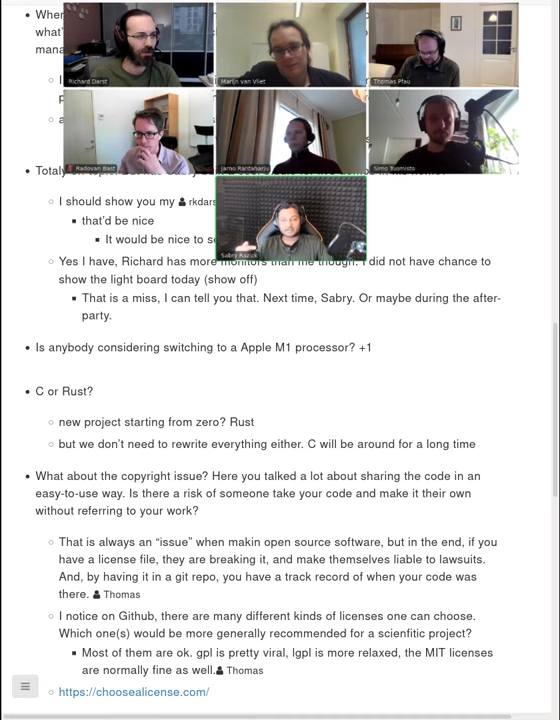 • When
what's
mana
Richard Darst
Marijn van Vliet
Thomas Pfau
Radovan Bast
Jarno Rantaharju
Simo Tuomisto
Sabry Razick
◦ I should show you my rkdars
▪ that'd be nice
▪ It would be nice to s
◦ Yes I have, Richard has more monitors than me though. I did not have chance to
show the light board today (show off)
▪ That is a miss, I can tell you that. Next time, Sabry. Or maybe during the after-
party.
• Is anybody considering switching to a Apple M1 processor? +1
• C or Rust?
◦ new project starting from zero? Rust
◦ but we don't need to rewrite everything either. C will be around for a long time
• What about the copyright issue? Here you talked a lot about sharing the code in an
easy-to-use way. Is there a risk of someone take your code and make it their own
without referring to your work?
◦ That is always an “issue” when makin open source software, but in the end, if you
have a license file, they are breaking it, and make themselves liable to lawsuits.
And, by having it in a git repo, you have a track record of when your code was
there. Thomas
◦ I notice on Github, there are many different kinds of licenses one can choose.
Which one(s) would be more generally recommended for a scienfitic project?
▪ Most of them are ok. gpl is pretty viral, lgpl is more relaxed, the MIT licenses
are normally fine as well. Thomas
◦ https://choosealicense.com/